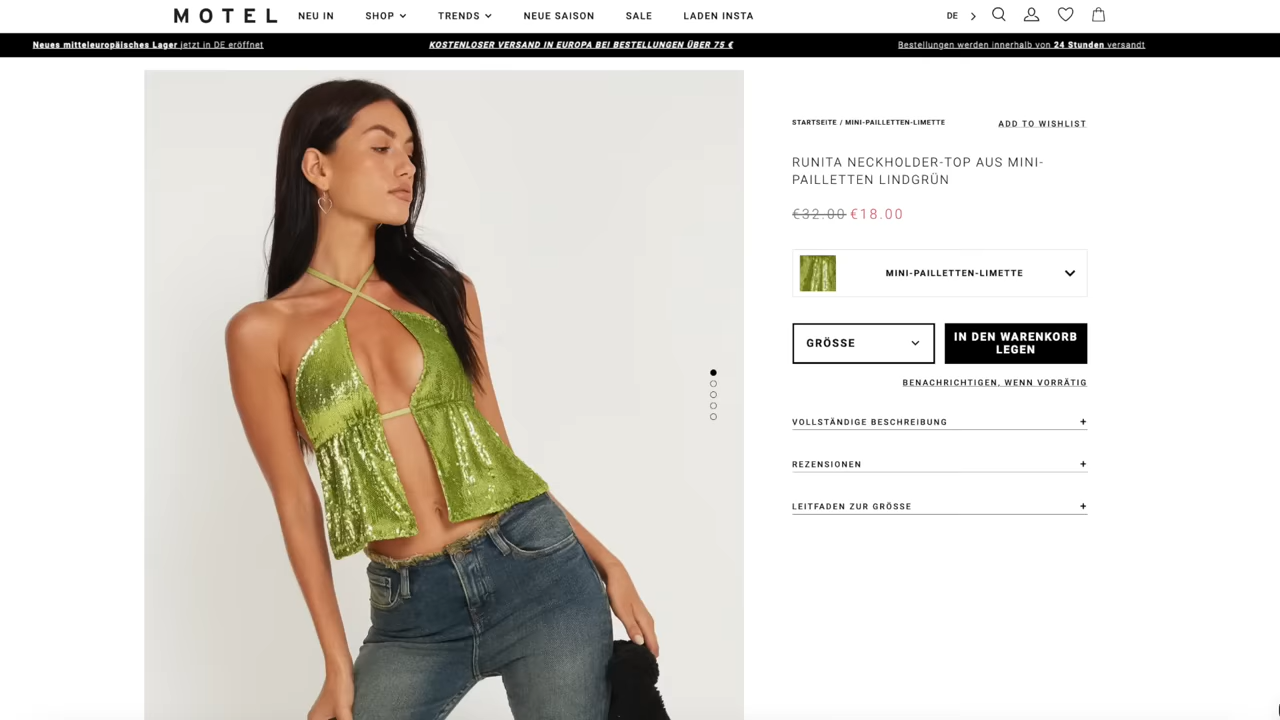 MOTEL NEU IN SHOP TRENDS NEUE SAISON SALE LADEN INSTA DE
Neues mitteleuropäisches Lager jetzt in DE eröffnet
KOSTENLOSER VERSAND IN EUROPA BEI BESTELLUNGEN ÜBER 75 €
Bestellungen werden innerhalb von 24 Stunden versandt
STARTSEITE / MINI-PAILLETTEN-LIMETTE
ADD TO WISHLIST
RUNITA NECKHOLDER-TOP AUS MINI-
PAILLETTEN LINDGRÜN
€32.00 €18.00
MINI-PAILLETTEN-LIMETTE
GRÖSSE
IN DEN WARENKORB
LEGEN
BENACHRICHTIGEN, WENN VORRÄTIG
VOLLSTÄNDIGE BESCHREIBUNG +
REZENSIONEN +
LEITFADEN ZUR GRÖSSE +